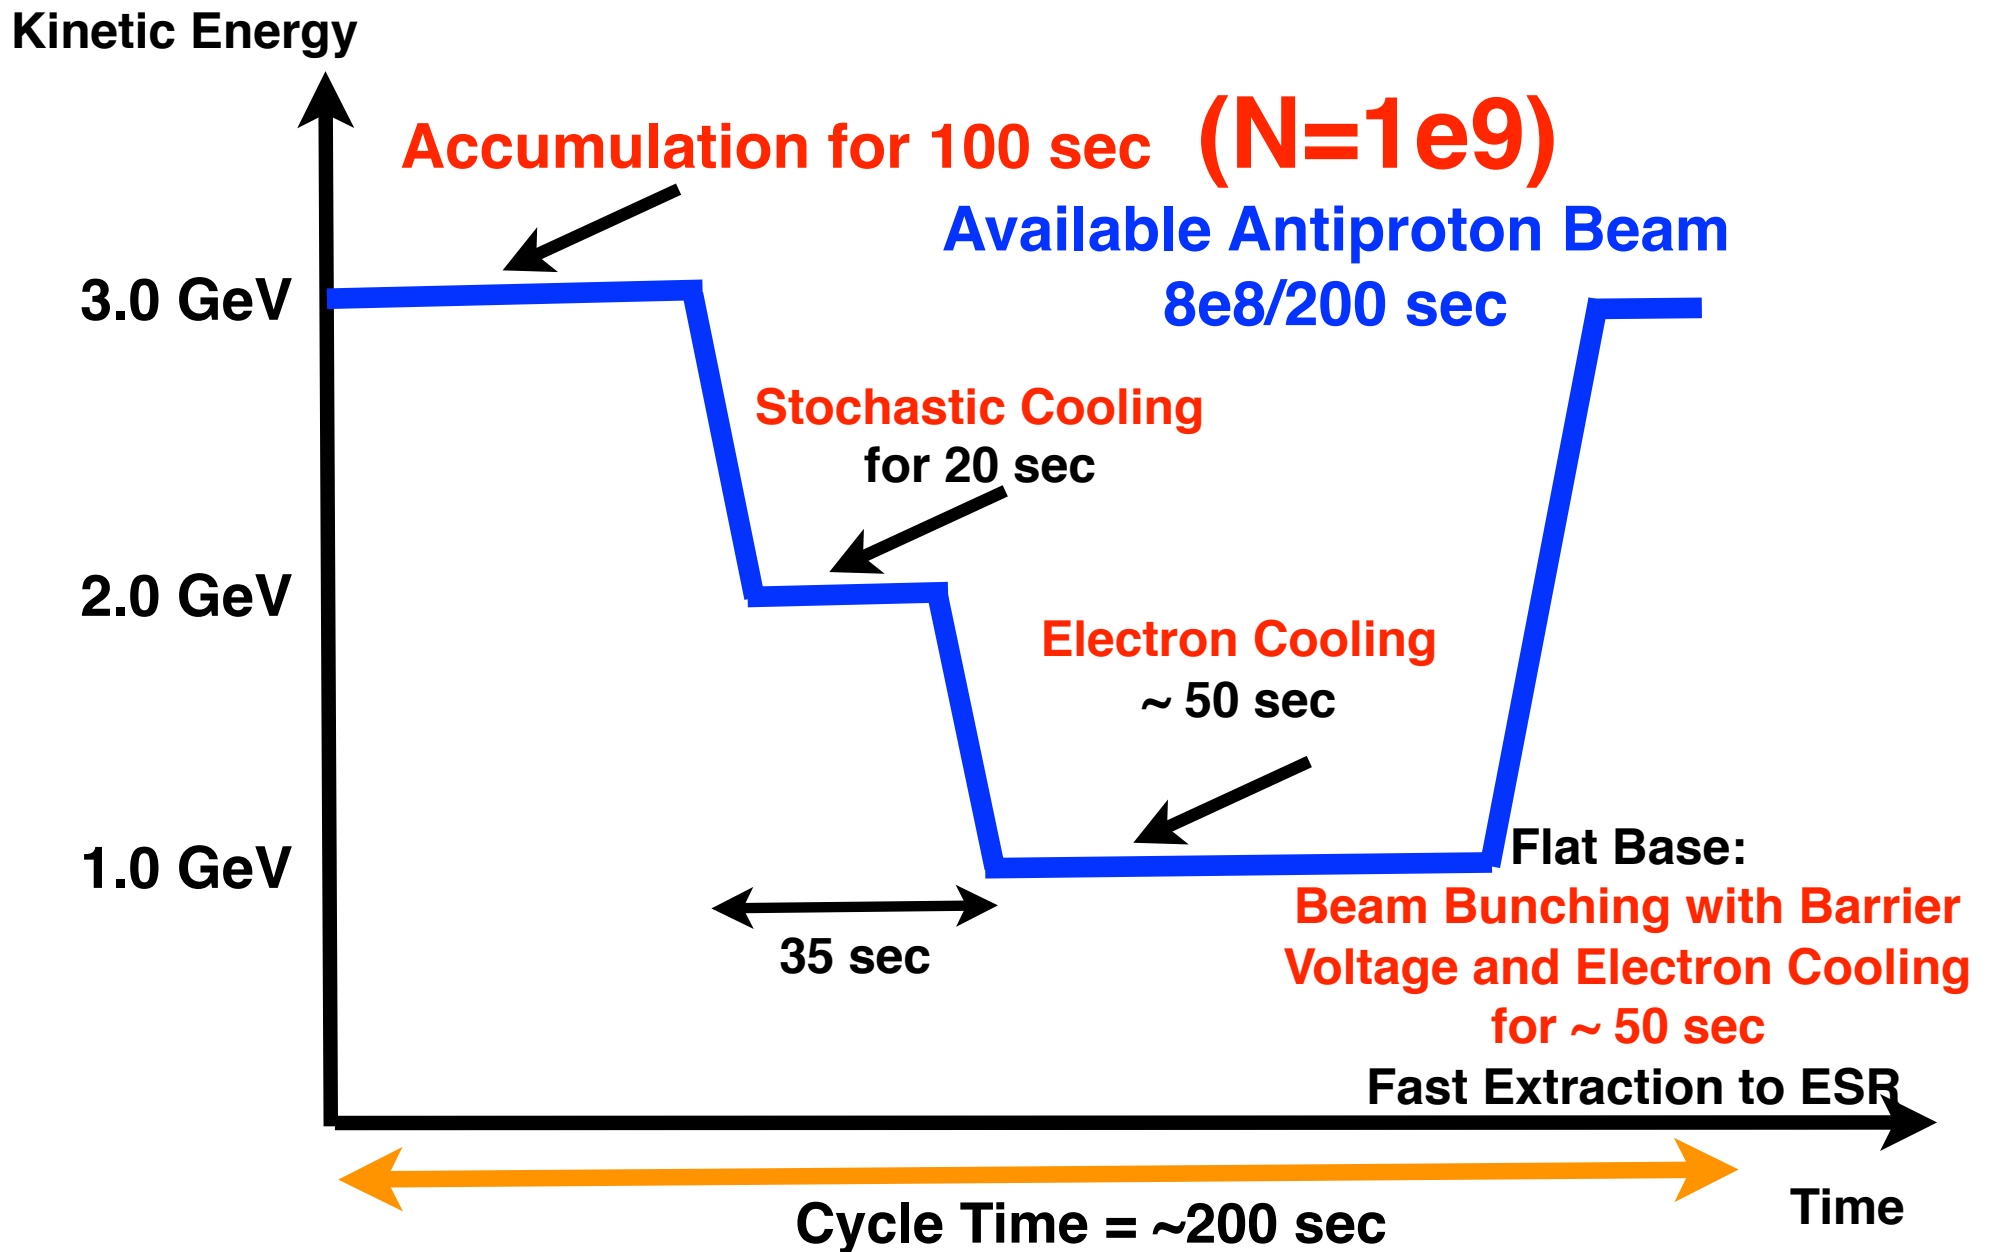 Kinetic Energy
Accumulation for 100 sec (N=1e9)
Available Antiproton Beam
8e8/200 sec
3.0 GeV
Stochastic Cooling
for 20 sec
2.0 GeV
Electron Cooling
~ 50 sec
1.0 GeV
Flat Base:
Beam Bunching with Barrier
Voltage and Electron Cooling
for ~ 50 sec
Fast Extraction to ESR
35 sec
Time
Cycle Time = ~200 sec